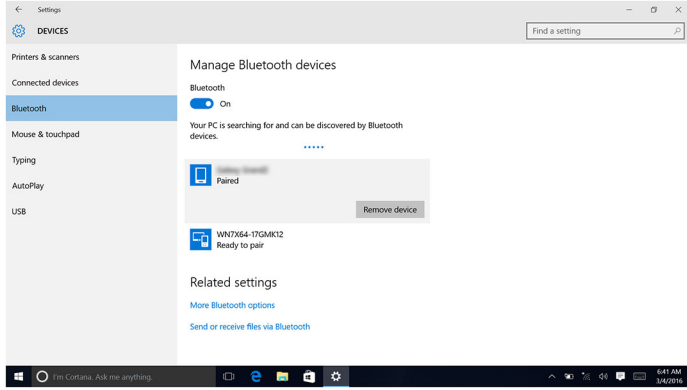 Settings
DEVICES
Find a setting
Printers & scanners
Connected devices
Bluetooth
Mouse & touchpad
Typing
AutoPlay
USB
Manage Bluetooth devices
Bluetooth
On
Your PC is searching for and can be discovered by Bluetooth
devices.
Paired
Remove device
WN7X64-17GMK12
Ready to pair
Related settings
More Bluetooth options
Send or receive files via Bluetooth
I'm Cortana. Ask me anything.
6:41 AM
3/4/2016